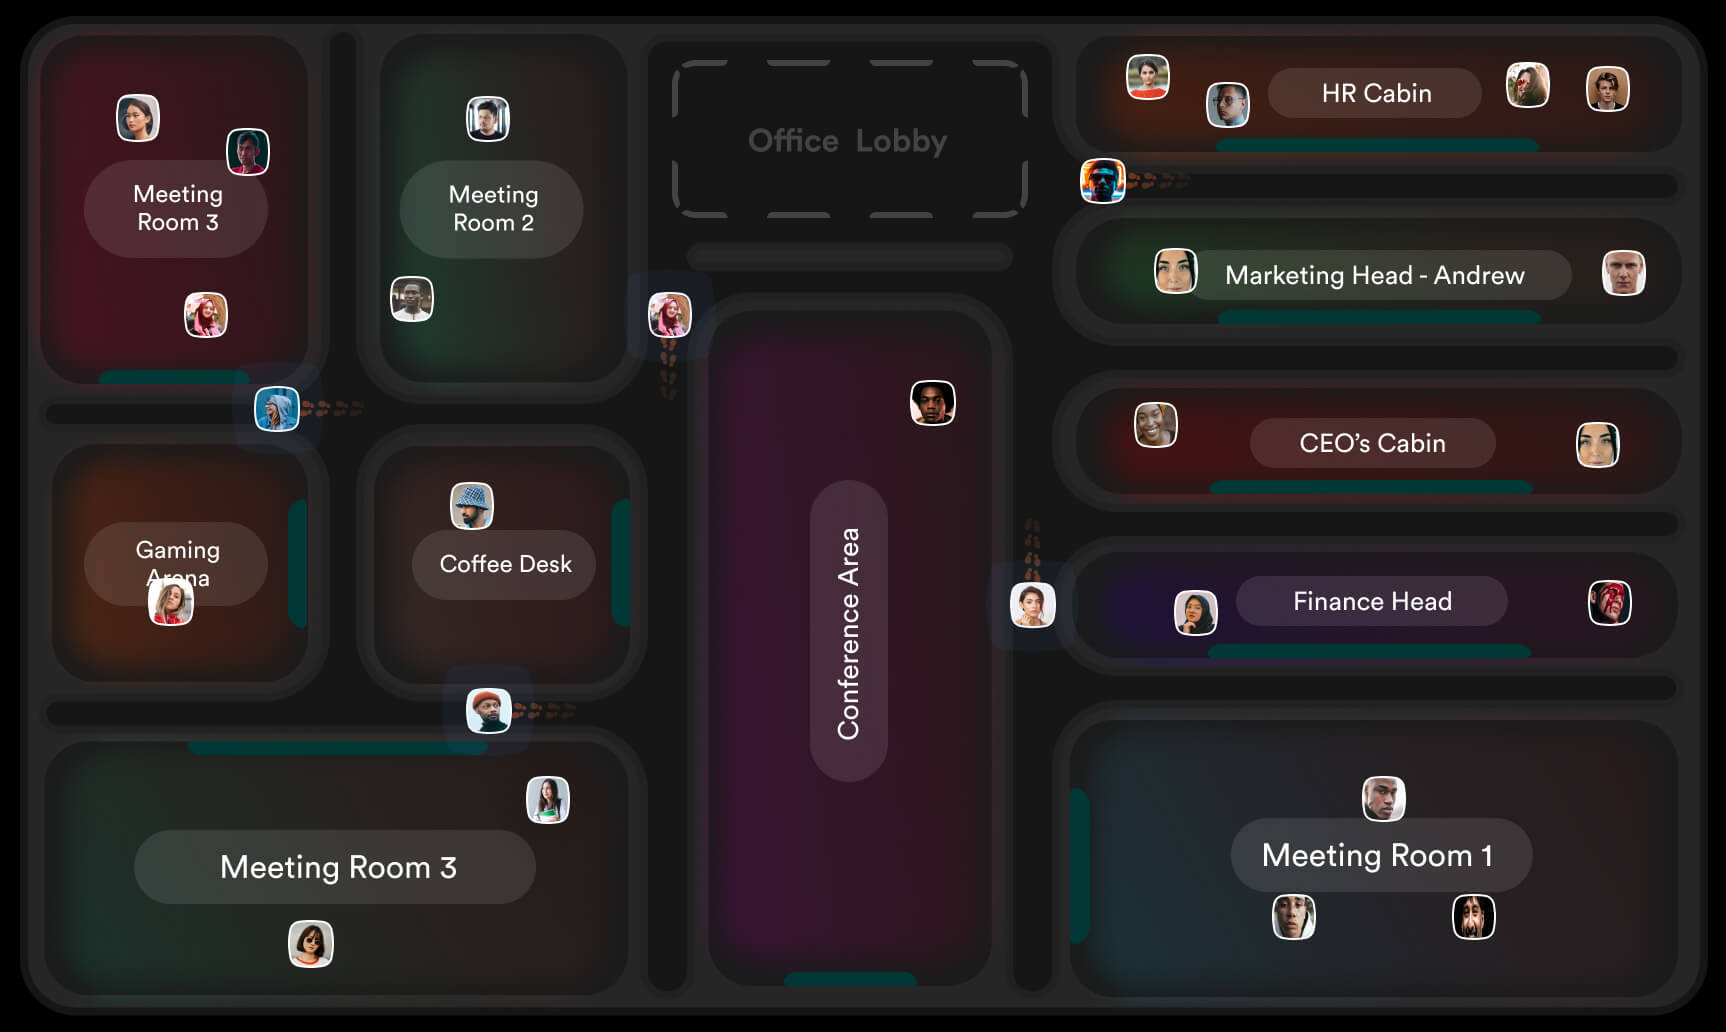 Meeting
Room 3
Meeting
Room 2
Office Lobby
HR Cabin
Marketing Head - Andrew
CEO’s Cabin
Gaming
Arena
Coffee Desk
Conference Area
Finance Head
Meeting Room 3
Meeting Room 1